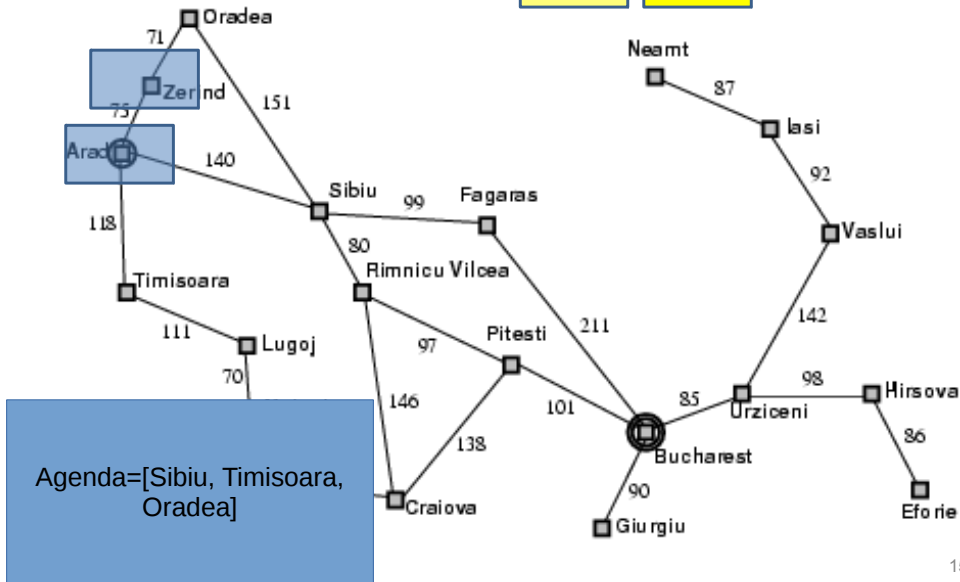 Oradea
71
Neamt
87
Zerind
75
151
Iasi
Arad
140
92
Sibiu
99
Fagaras
118
80
Vaslui
Timisoara
Rimnicu Vilcea
111
Lugoj
97
Pitesti
211
142
70
146
101
85
98
Hirsova
Urziceni
138
Bucharest
86
Agenda=[Sibiu, Timisoara,
Oradea]
90
Craiova
Giurgiu
Eforie